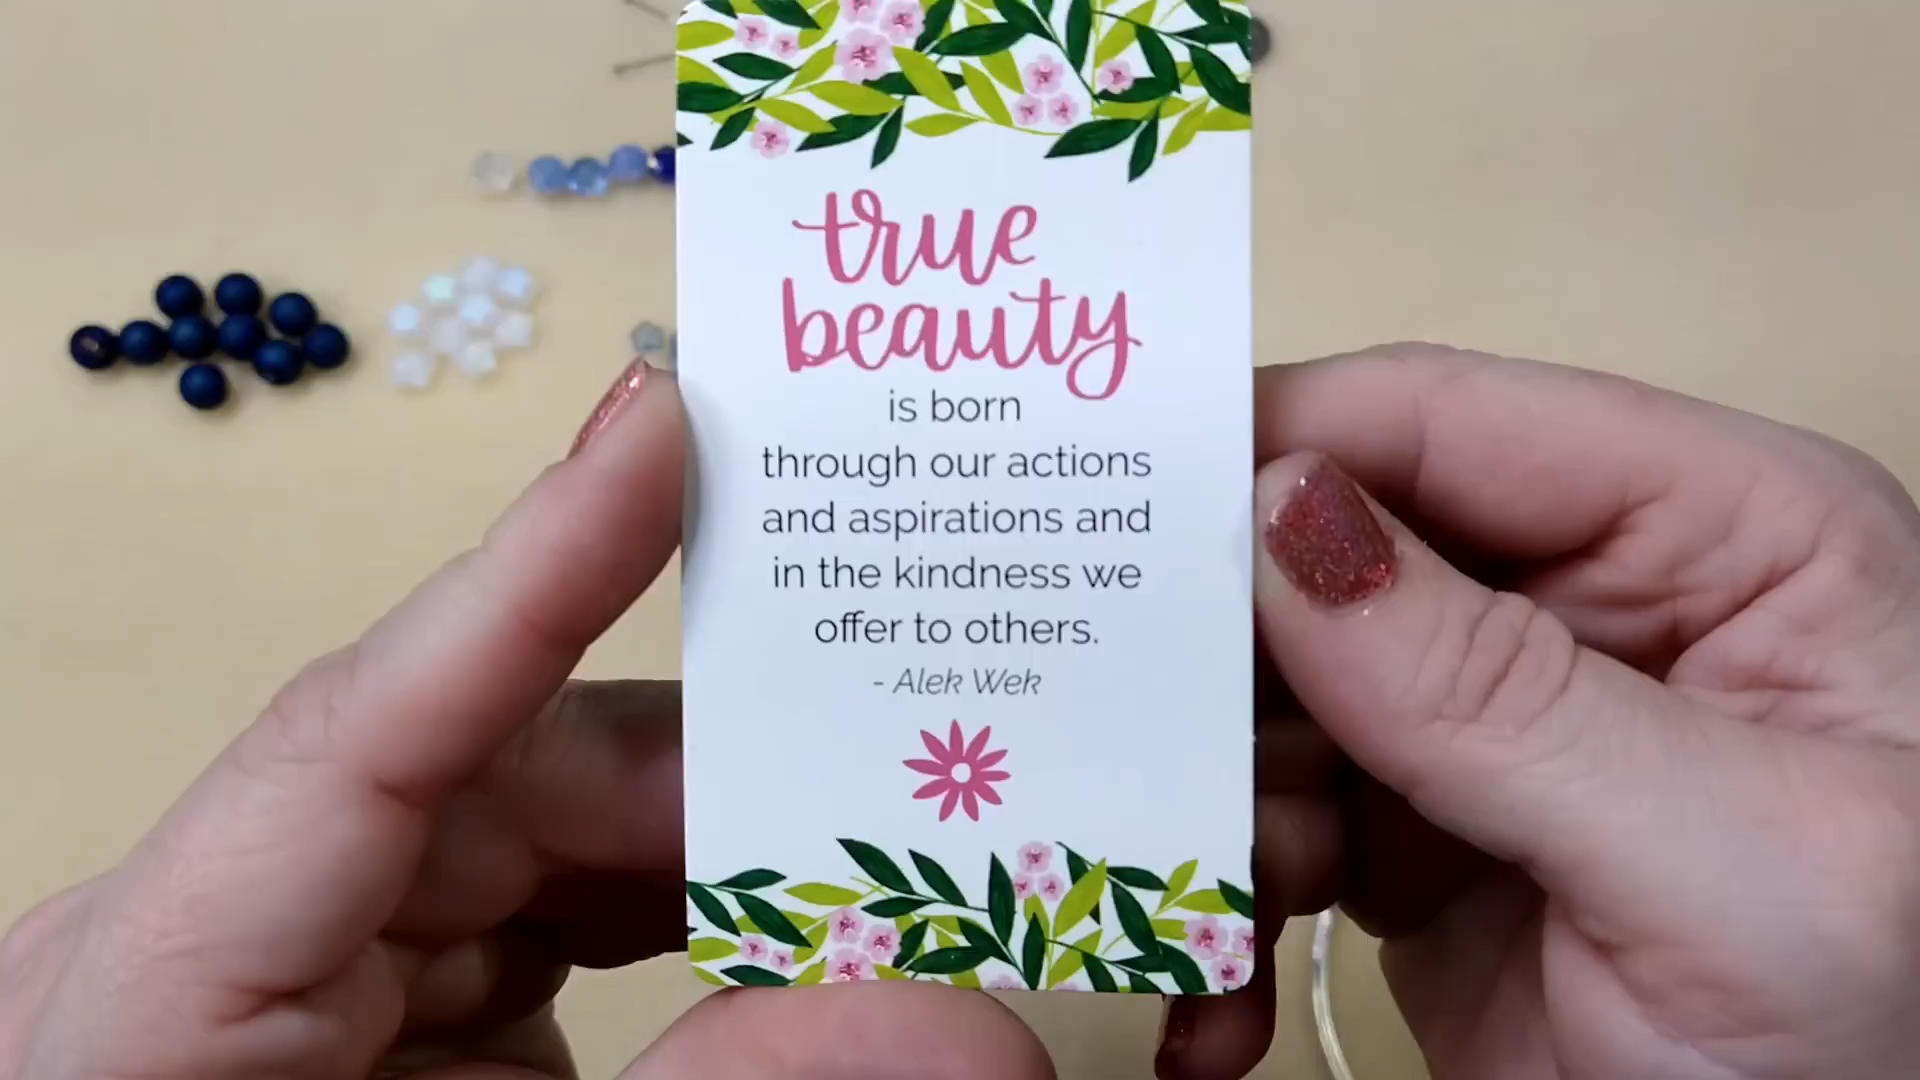 true
beauty
is born
through our actions
and aspirations and
in the kindness we
offer to others.
- Alek Wek